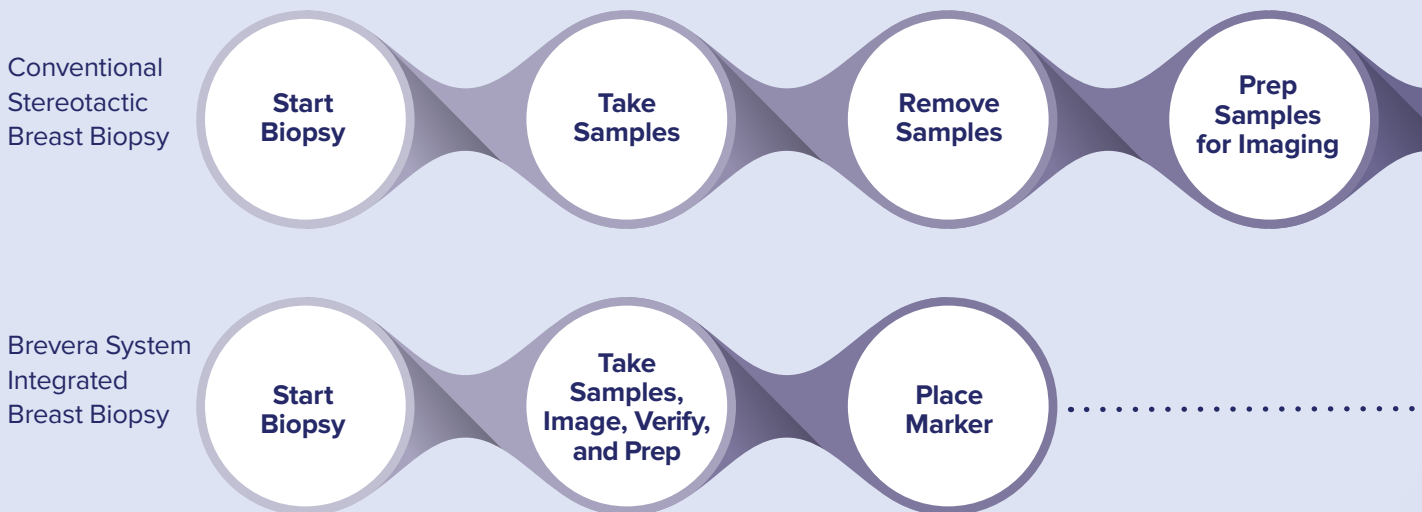 Conventional
Stereotactic
Breast Biopsy
Start
Biopsy
Take
Samples
Remove
Samples
Prep
Samples
for Imaging
Brevera System
Integrated
Breast Biopsy
Start
Biopsy
Take
Samples,
Image, Verify,
and Prep
Place
Marker